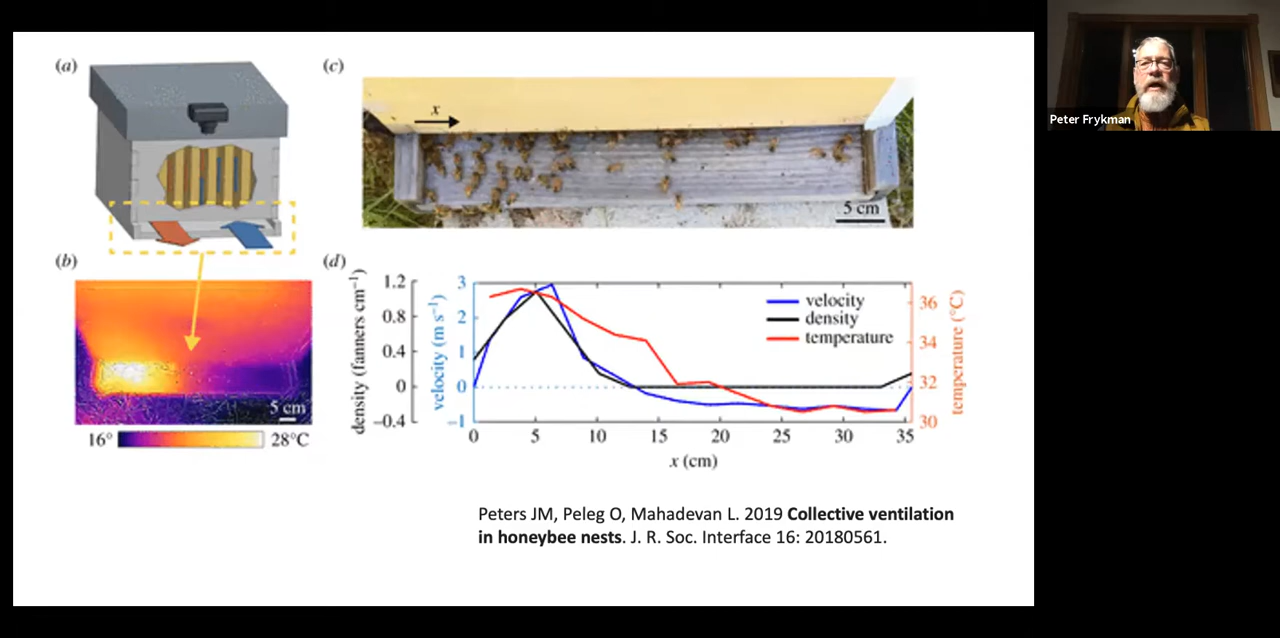 (a)
(c)
x
5 cm
(b)
5 cm
16°
28°C
(d)
density (fanners cm⁻¹)
1.2
0.8
0.4
0
–0.4
velocity (m s⁻¹)
3
2
1
0
–1
velocity
density
temperature
36
34
32
30
temperature (°C)
0
5
10
15
20
25
30
35
x (cm)
Peters JM, Peleg O, Mahadevan L. 2019 Collective ventilation
in honeybee nests. J. R. Soc. Interface 16: 20180561.
Peter Frykman